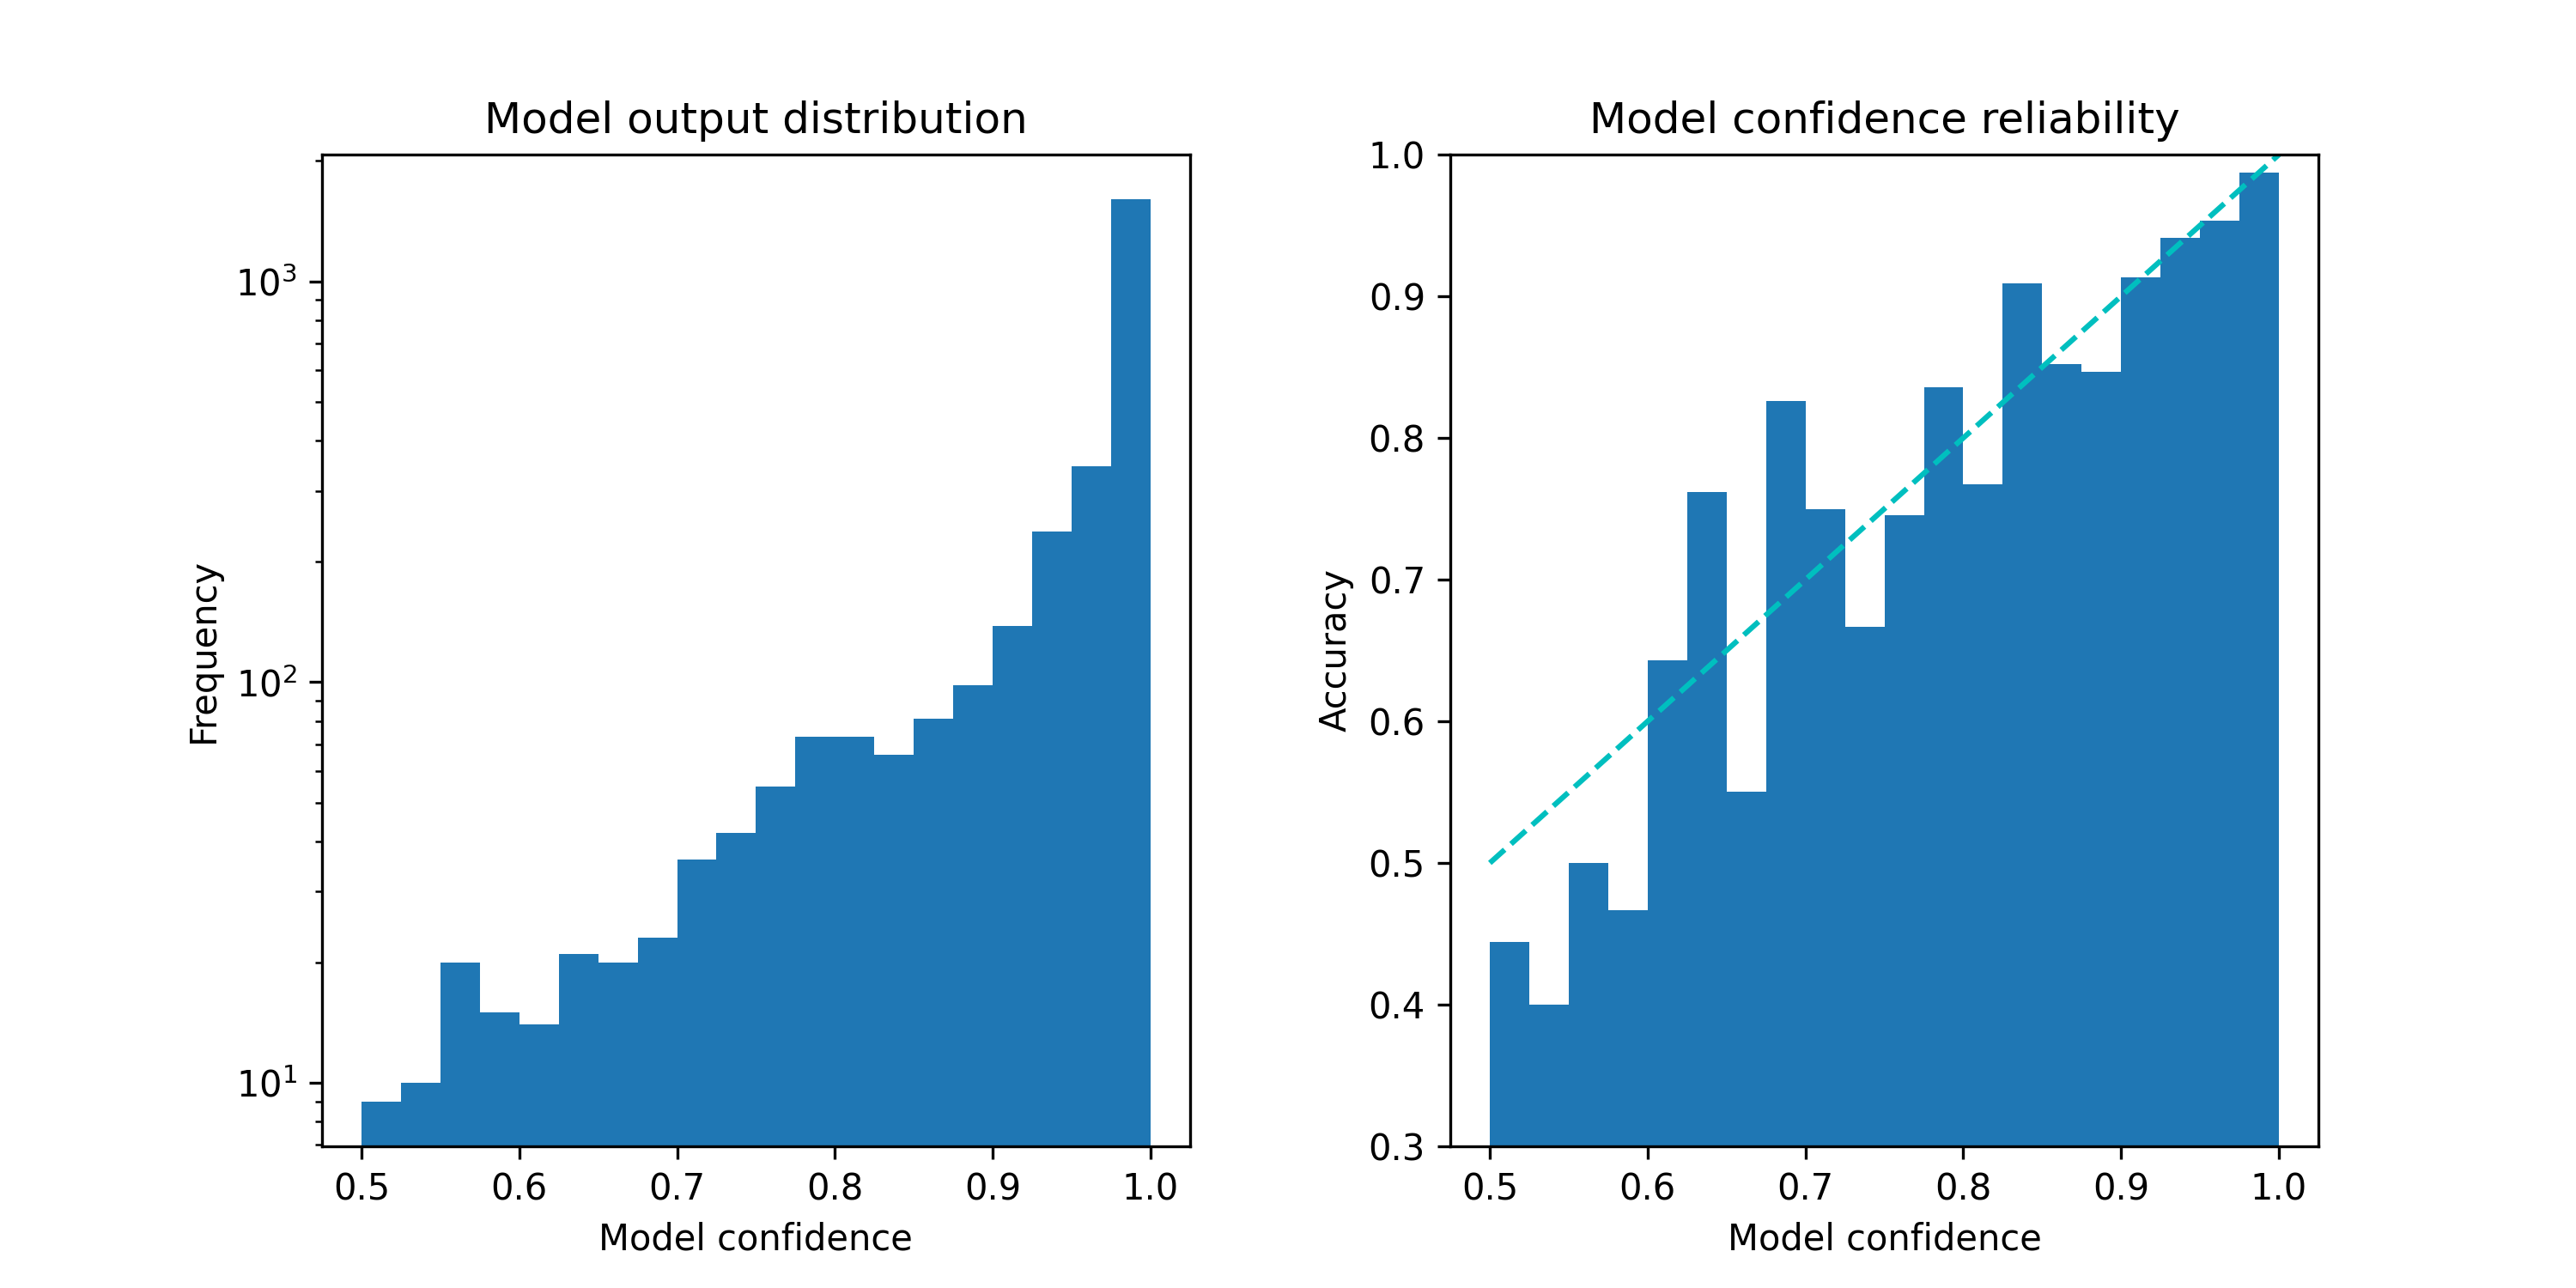 Model output distribution
Frequency
10³
10²
10¹
0.5 0.6 0.7 0.8 0.9 1.0
Model confidence
Model confidence reliability
Accuracy
1.0
0.9
0.8
0.7
0.6
0.5
0.4
0.3
0.5 0.6 0.7 0.8 0.9 1.0
Model confidence